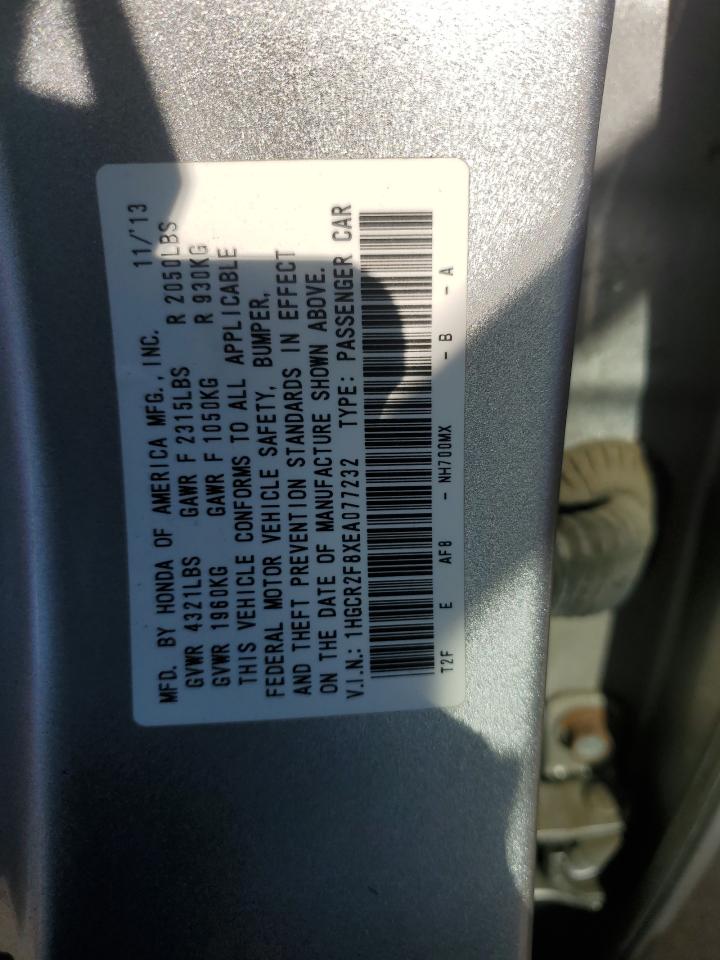 MFD. BY HONDA OF AMERICA MFG., INC. 11/'13
GVWR 4321LBS GAWR F 2315LBS R 2050LBS
GVWR 1960KG GAWR F 1050KG R 930KG
THIS VEHICLE CONFORMS TO ALL APPLICABLE
FEDERAL MOTOR VEHICLE SAFETY, BUMPER,
AND THEFT PREVENTION STANDARDS IN EFFECT
ON THE DATE OF MANUFACTURE SHOWN ABOVE.
V.I.N.: 1HGCR2F8XEA077232 TYPE: PASSENGER CAR
T2F E AF8 - NH700MX - B - A